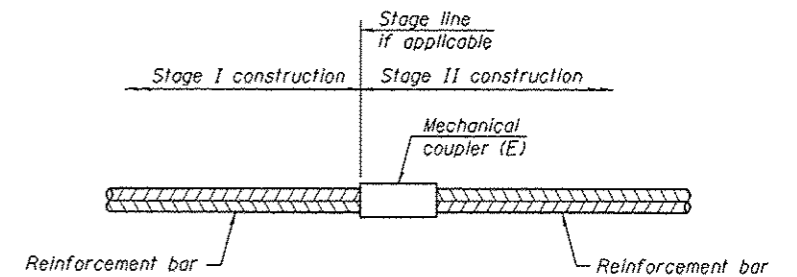 Stage line
if applicable
Stage I construction
Stage II construction
Mechanical
coupler (E)
Reinforcement bar
Reinforcement bar